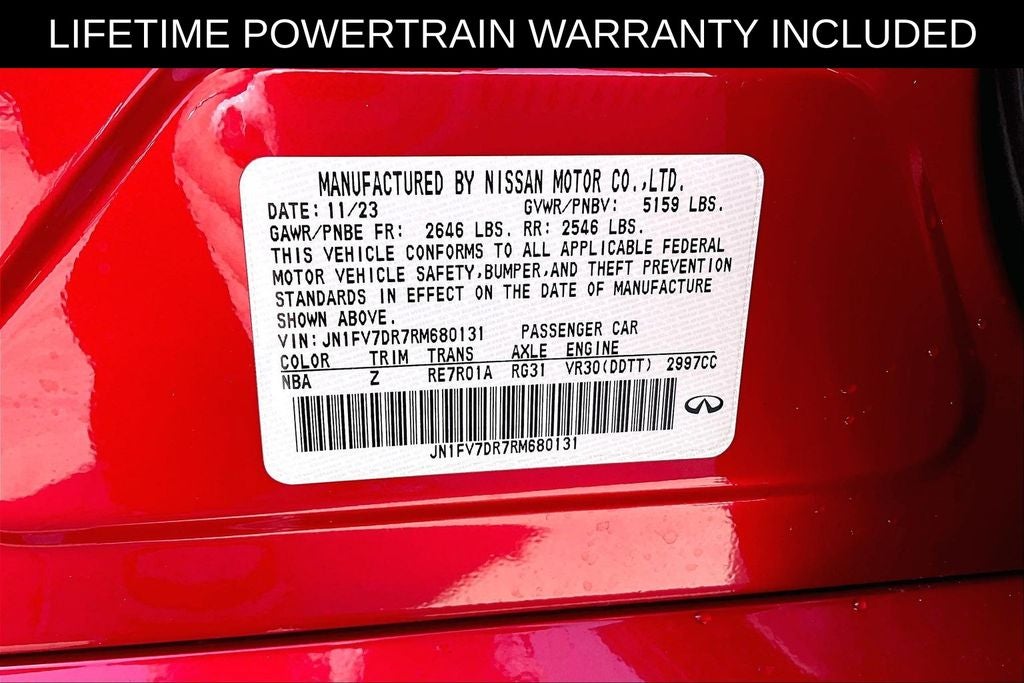 LIFETIME POWERTRAIN WARRANTY INCLUDED
MANUFACTURED BY NISSAN MOTOR CO.,LTD.
DATE: 11/23 GVWR/PNBV: 5159 LBS.
GAWR/PNBE FR: 2646 LBS. RR: 2546 LBS.
THIS VEHICLE CONFORMS TO ALL APPLICABLE FEDERAL
MOTOR VEHICLE SAFETY,BUMPER,AND THEFT PREVENTION
STANDARDS IN EFFECT ON THE DATE OF MANUFACTURE
SHOWN ABOVE.
VIN: JN1FV7DR7RM680131 PASSENGER CAR
COLOR TRIM TRANS AXLE ENGINE
NBA Z RE7R01A RG31 VR30(DDTT) 2997CC
JN1FV7DR7RM680131